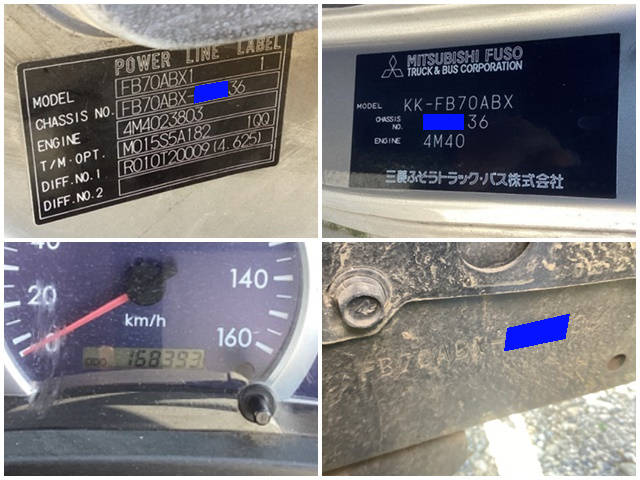 POWER LINE LABEL
MODEL FB70ABX1 1
CHASSIS NO. FB70ABX- 36
ENGINE 4M4023803
T/M.OPT. M015S5A182 1QQ
DIFF.NO.1 R010T20009(4.625)
DIFF.NO.2
MITSUBISHI FUSO
TRUCK & BUS CORPORATION
MODEL KK-FB70ABX
CHASSIS NO. 36
ENGINE 4M40
三菱ふそうトラック・バス株式会社
40
20
0
140
160
km/h
ODO 168393
FB70ABX